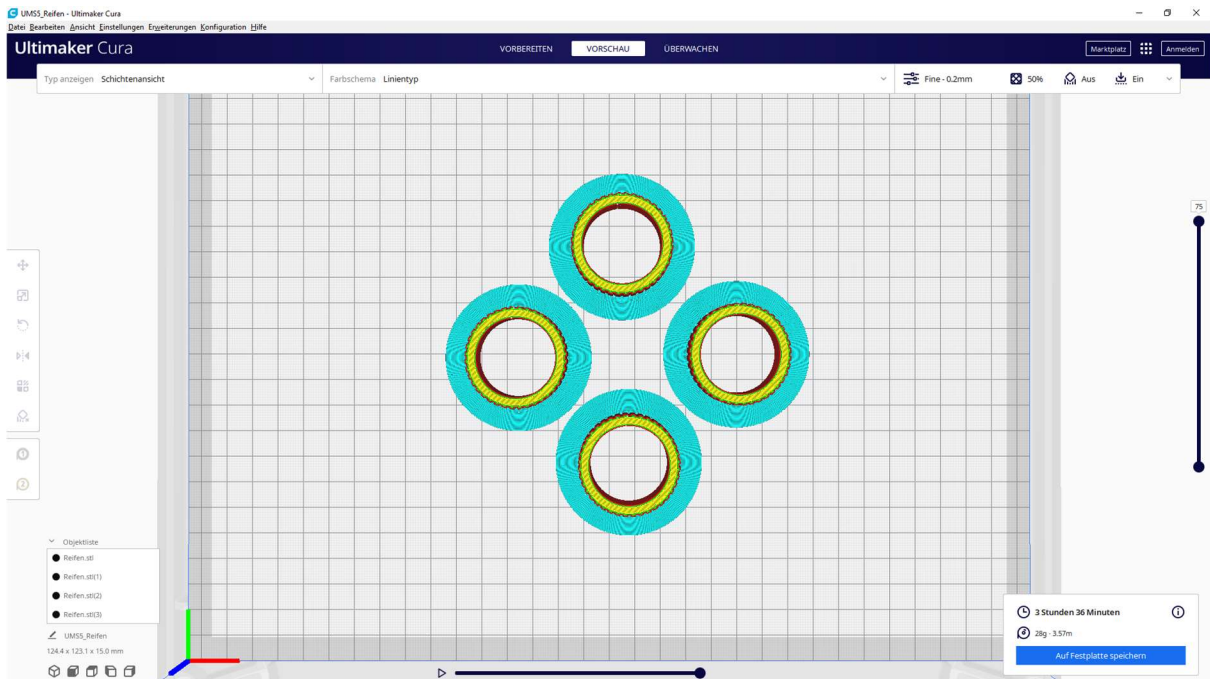 UMS5_Reifen - Ultimaker Cura
Datei Bearbeiten Ansicht Einstellungen Erweiterungen Konfiguration Hilfe
Ultimaker Cura
VORBEREITEN VORSCHAU ÜBERWACHEN
Marktplatz Anmelden
Typ anzeigen Schichtenansicht Farbschema Linientyp Fine - 0.2mm 50% Aus Ein
75
1
2
Objektliste
Reifen.stl
Reifen.stl(1)
Reifen.stl(2)
Reifen.stl(3)
UMS5_Reifen
124.4 x 123.1 x 15.0 mm
3 Stunden 36 Minuten
28g · 3.57m
Auf Festplatte speichern